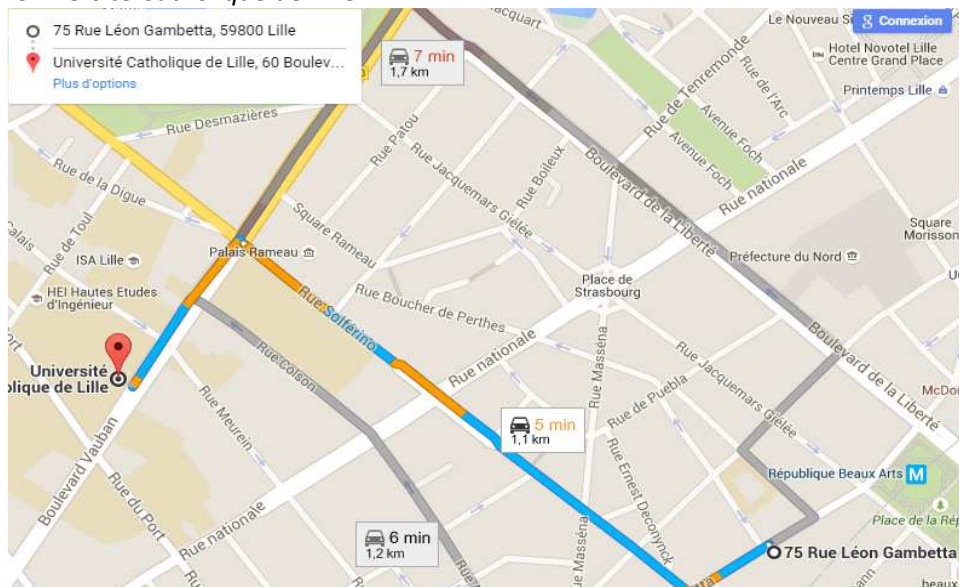 75 Rue Léon Gambetta, 59800 Lille
Université Catholique de Lille, 60 Boulev...
Plus d'options
7 min
1,7 km
Jacquart
Le Nouveau
Connexion
Hotel Novotel Lille
Centre Grand Place
Printemps Lille
Rue de Tenremonde
Rue de l'Arc
Avenue Foch
Avenue Foch
Rue nationale
Rue Desmazières
Rue Patou
Rue Jacquemars Giélée
Rue Boileux
Boulevard de la Liberté
Rue de la Digue
Rue de Toul
Square Rameau
Square
Morisson
ISA Lille
Palais Rameau
Préfecture du Nord
HEI Hautes Etudes
d'Ingénieur
Place de
Strasbourg
Rue Boucher de Perthes
Rue Solférino
Rue nationale
Boulevard de la Liberté
Université
olique de Lille
Rue Colson
Rue Masséna
Rue Jacquemars Giélée
McDo
Rue de Puebla
Rue Meurein
5 min
1,1 km
Boulevard Vauban
Rue du Port
Rue Ernest Deconynck
République Beaux Arts
M
Place de la Rép
Rue nationale
6 min
1,2 km
Rue Masséna
75 Rue Léon Gambetta
beaux